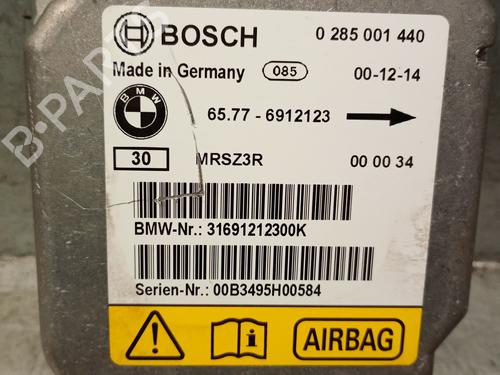 BOSCH 0 285 001 440
Made in Germany 085 00-12-14
BMW 65.77 - 6912123
30 MRSZ3R 00 00 34
BMW-Nr.: 31691212300K
Serien-Nr.: 00B3495H00584
AIRBAG